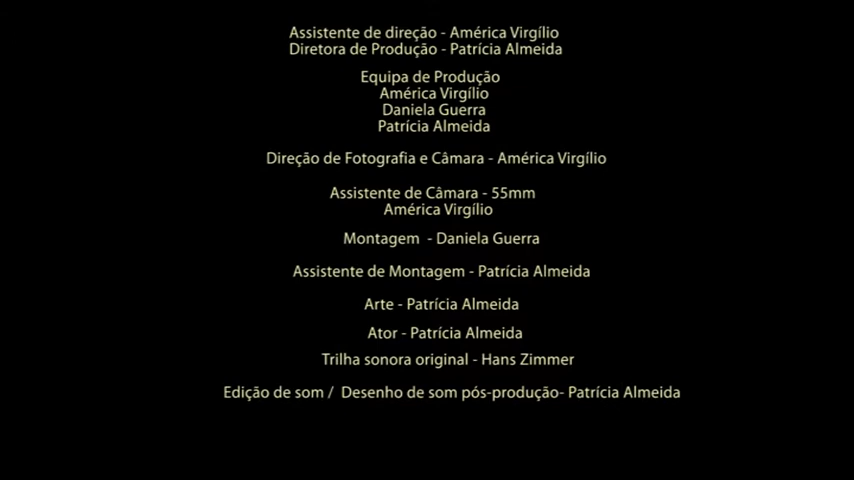 Assistente de direção - América Virgílio
Diretora de Produção - Patrícia Almeida
Equipa de Produção
América Virgílio
Daniela Guerra
Patrícia Almeida
Direção de Fotografia e Câmara - América Virgílio
Assistente de Câmara - 55mm
América Virgílio
Montagem  - Daniela Guerra
Assistente de Montagem - Patrícia Almeida
Arte - Patrícia Almeida
Ator - Patrícia Almeida
Trilha sonora original - Hans Zimmer
Edição de som /  Desenho de som pós-produção- Patrícia Almeida